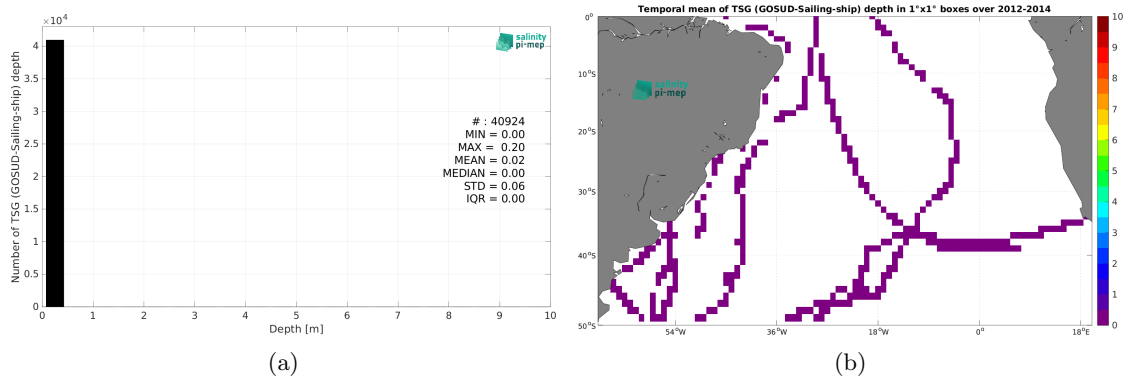 ×10⁴
4
3.5
3
2.5
2
1.5
1
0.5
0
Number of TSG (GOSUD-Sailing-ship) depth
salinity
pi-mep
# : 40924
MIN = 0.00
MAX = 0.20
MEAN = 0.02
MEDIAN = 0.00
STD = 0.06
IQR = 0.00
0 1 2 3 4 5 6 7 8 9 10
Depth [m]
(a)
Temporal mean of TSG (GOSUD-Sailing-ship) depth in 1°x1° boxes over 2012-2014
0°
10°S
20°S
30°S
40°S
50°S
salinity
pi-mep
54°W 36°W 18°W 0° 18°E
10
9
8
7
6
5
4
3
2
1
0
(b)